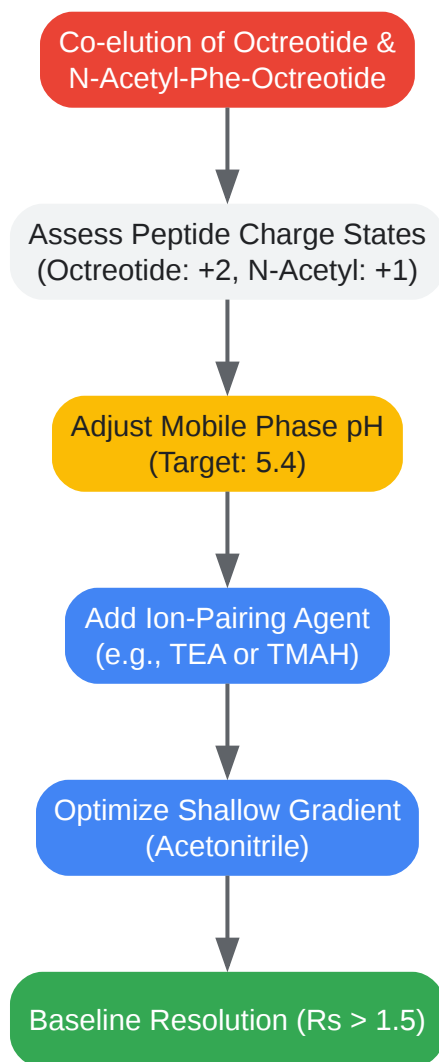 Co-elution of Octreotide &
N-Acetyl-Phe-Octreotide
Assess Peptide Charge States
(Octreotide: +2, N-Acetyl: +1)
Adjust Mobile Phase pH
(Target: 5.4)
Add Ion-Pairing Agent
(e.g., TEA or TMAH)
Optimize Shallow Gradient
(Acetonitrile)
Baseline Resolution (Rs > 1.5)